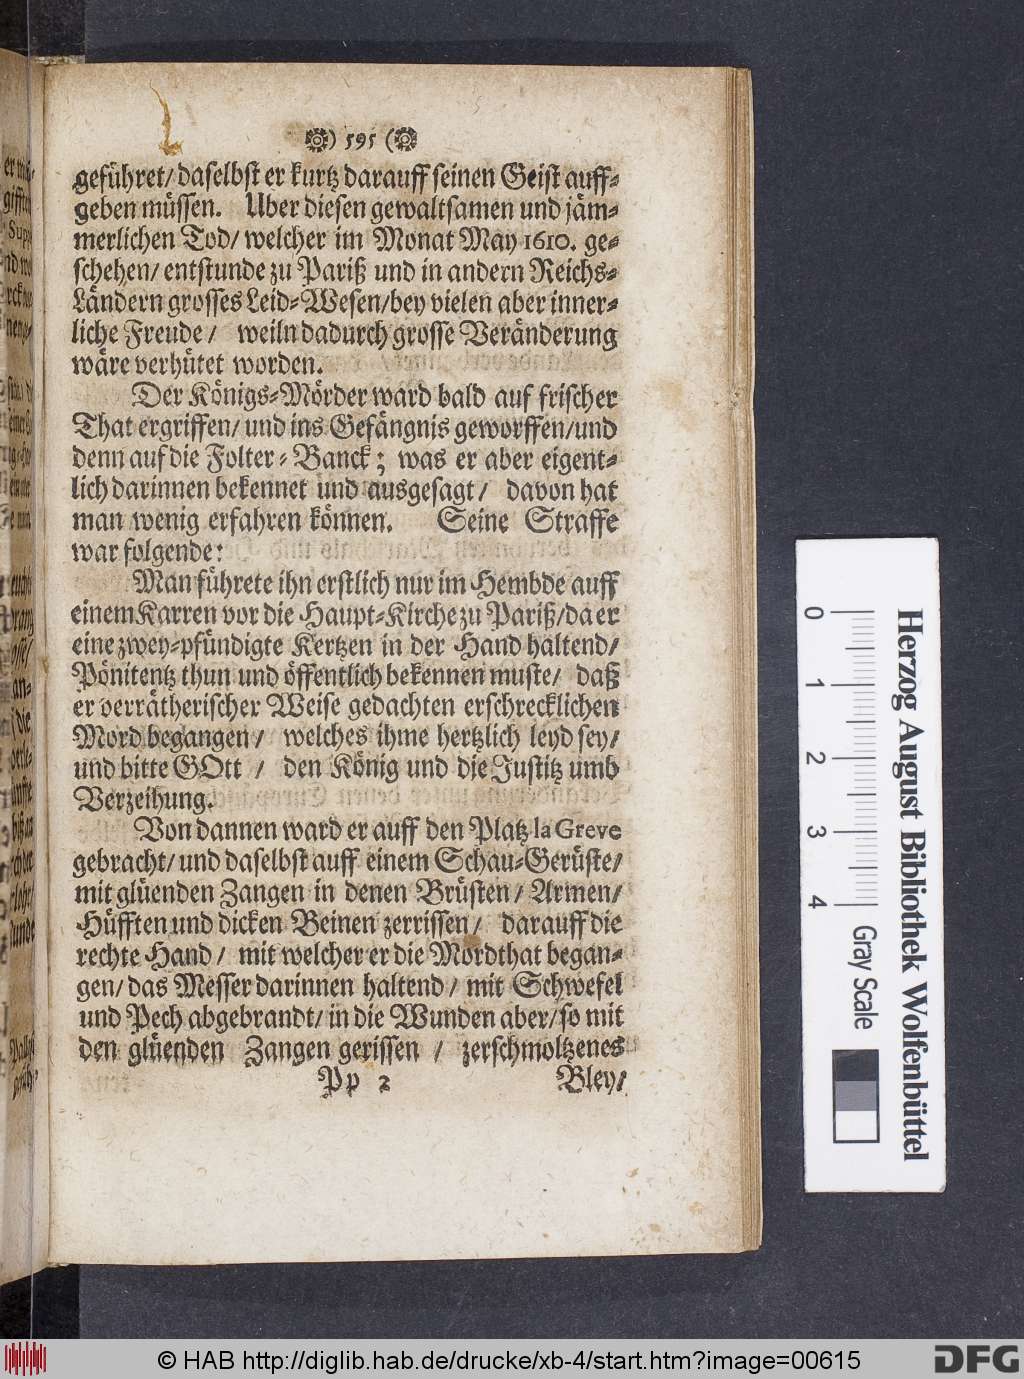 ) 595 (
geführet/ daselbst er kurtz darauff seinen Geist auff-
geben müssen. Uber diesen gewaltsamen und jäm-
merlichen Tod/ welcher im Monat May 1610. ge-
schehen/ entstunde zu Pariß und in andern Reichs-
Ländern grosses Leid-Wesen/ bey vielen aber inner-
liche Freude/ weiln dadurch grosse Veränderung
wäre verhütet worden.
Der Königs-Mörder ward bald auf frischer
That ergriffen/ und ins Gefängnis geworffen/ und
denn auf die Folter-Banck; was er aber eigent-
lich darinnen bekennet und ausgesagt/ davon hat
man wenig erfahren können. Seine Straffe
war folgende:
Man führete ihn erstlich nur im Hembde auff
einem Karren vor die Haupt-Kirche zu Pariß/ da er
eine zwey-pfündigte Kertzen in der Hand haltend/
Pönitentz thun und öffentlich bekennen muste/ daß
er verrätherischer Weise gedachten erschrecklichen
Mord begangen/ welches ihme hertzlich leyd sey/
und bitte GOtt/ den König und die Justitz umb
Verzeihung.
Von dannen ward er auff den Platz la Greve
gebracht/ und daselbst auff einem Schau-Gerüste/
mit glüenden Zangen in denen Brüsten/ Armen/
Hüfften und dicken Beinen zerrissen/ darauff die
rechte Hand/ mit welcher er die Mordthat began-
gen/ das Messer darinnen haltend/ mit Schwefel
und Pech abgebrandt/ in die Wunden aber/ so mit
den glüenden Zangen gerissen/ zerschmoltzenes
Pp 2 Bley/
0 1 2 3 4
Gray Scale
Herzog August Bibliothek Wolfenbüttel
© HAB http://diglib.hab.de/drucke/xb-4/start.htm?image=00615
DFG